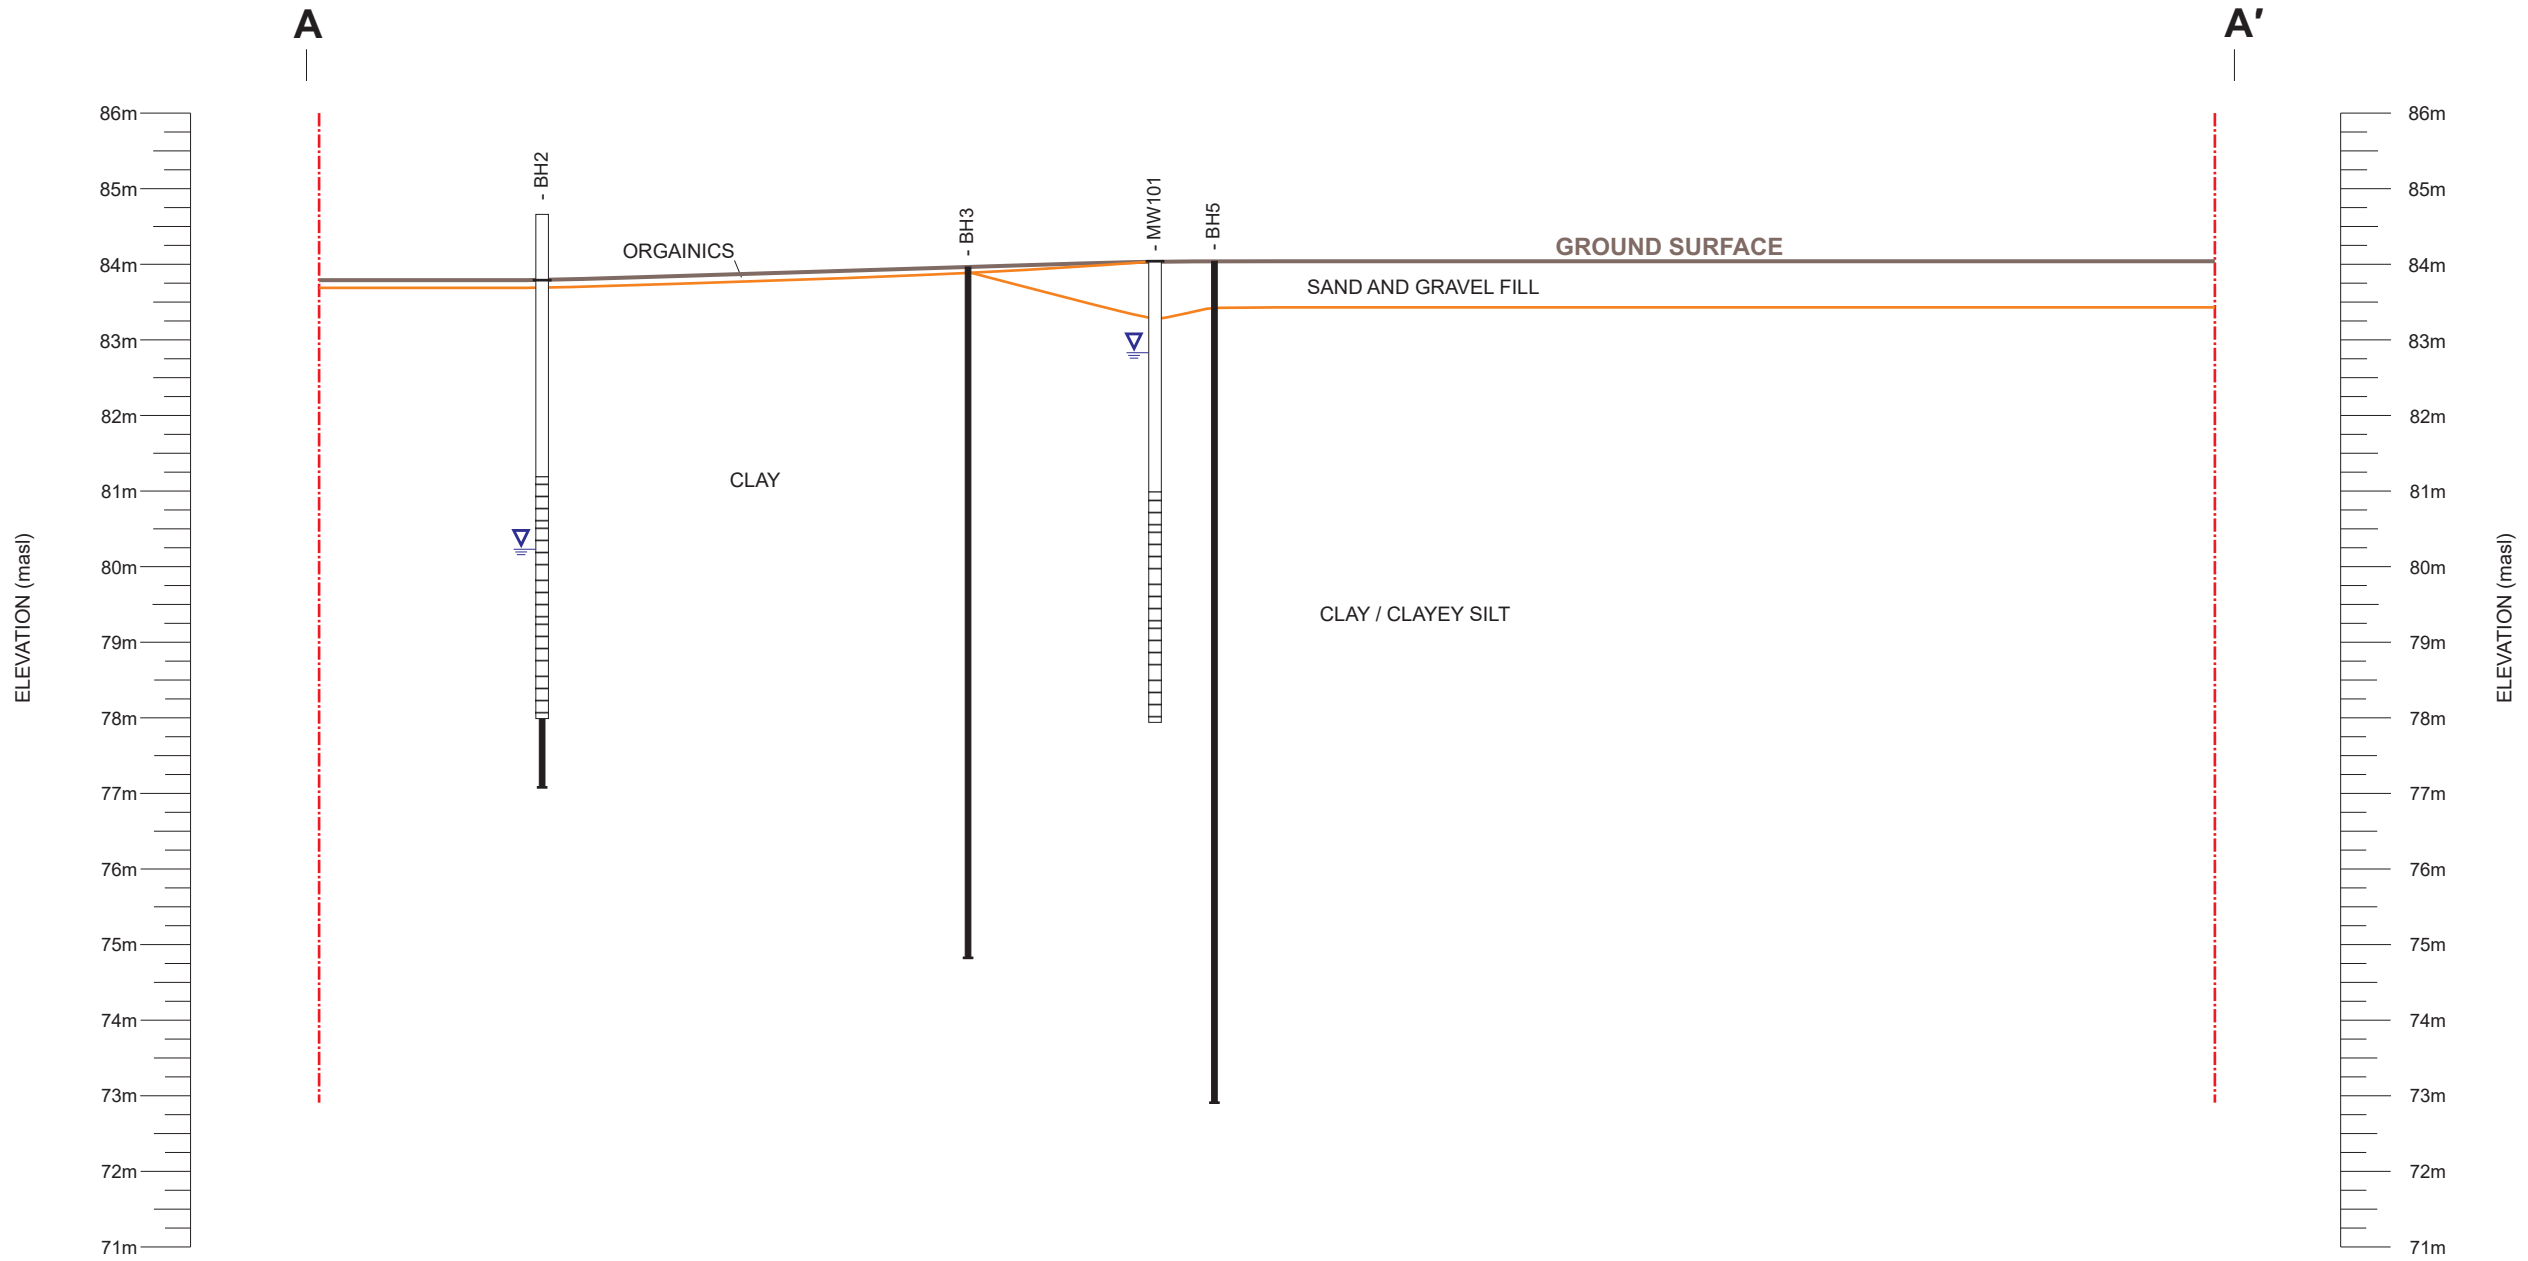 A
A′
86m
85m
84m
83m
82m
81m
80m
79m
78m
77m
76m
75m
74m
73m
72m
71m
ELEVATION (masl)
- BH2
- BH3
- MW101
- BH5
ORGAINICS
GROUND SURFACE
SAND AND GRAVEL FILL
CLAY
CLAY / CLAYEY SILT
86m
85m
84m
83m
82m
81m
80m
79m
78m
77m
76m
75m
74m
73m
72m
71m
ELEVATION (masl)